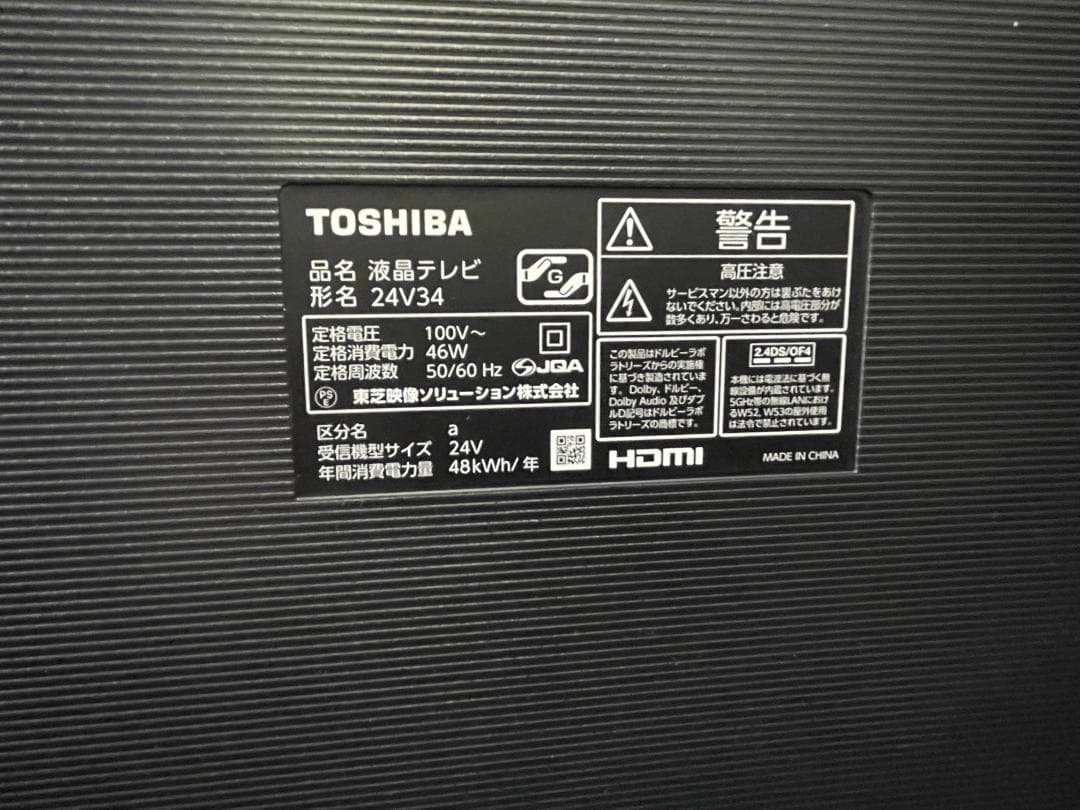 TOSHIBA
品名 液晶テレビ
形名 24V34
G
定格電圧 100V～
定格消費電力 46W
定格周波数 50/60 Hz
JQA
PS
E
東芝映像ソリューション株式会社
区分名 a
受信機型サイズ 24V
年間消費電力量 48kWh/年
警告
高圧注意
サービスマン以外の方は裏ぶたをあけ
ないでください。内部には高電圧部分が
数多くあり、万一さわると危険です。
この製品はドルビーラボ
ラトリーズからの実施権
に基づき製造されていま
す。Dolby、ドルビー、
Dolby Audio 及びダブ
ルD記号はドルビーラボ
ラトリーズの商標です。
2.4DS/OF4
本機には電波法に基づく無
線設備が内蔵されています。
5GHz帯の無線LANにおけ
るW52、W53の屋外使用
は法令で禁止されています。
HDMI
MADE IN CHINA